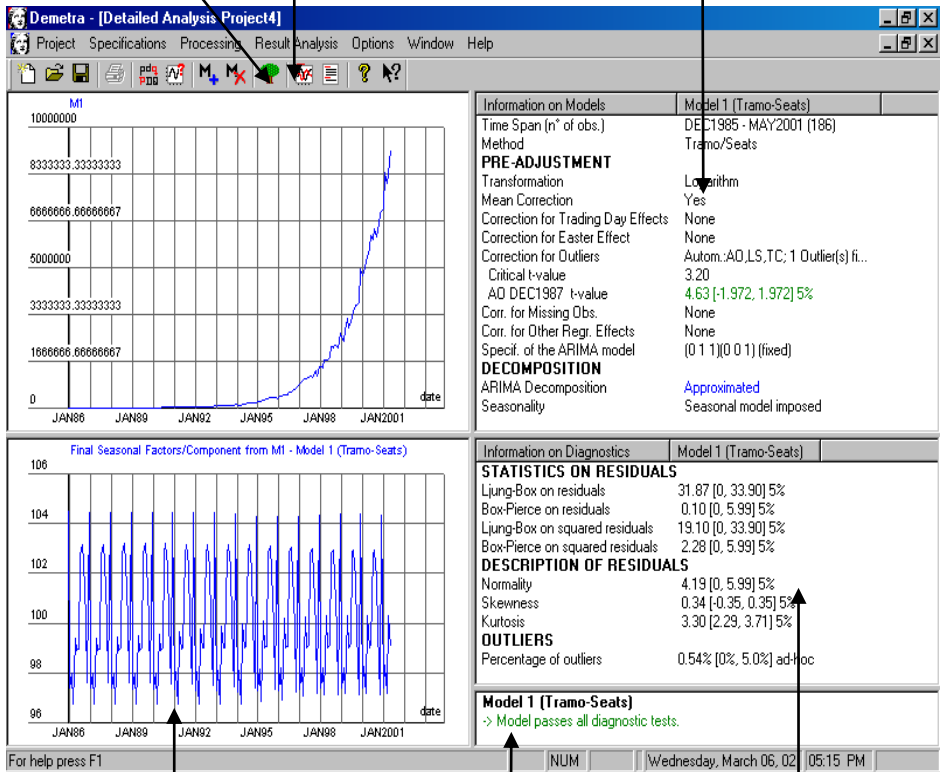 Demetra - [Detailed Analysis Project4]
Project Specifications Processing Result Analysis Options Window Help
M1
10000000
8333333.33333333
6666666.66666667
5000000
3333333.33333333
1666666.66666667
0
date
JAN86 JAN89 JAN92 JAN95 JAN98 JAN2001
Information on Models Model 1 (Tramo-Seats)
Time Span (n° of obs.) DEC1985 - MAY2001 (186)
Method Tramo/Seats
PRE-ADJUSTMENT
Transformation Logarithm
Mean Correction Yes
Correction for Trading Day Effects None
Correction for Easter Effect None
Correction for Outliers Autom.:AO,LS,TC; 1 Outlier(s) fi...
Critical t-value 3.20
AO DEC1987 t-value 4.63 [-1.972, 1.972] 5%
Corr. for Missing Obs. None
Corr. for Other Regr. Effects None
Specif. of the ARIMA model (0 1 1)(0 0 1) (fixed)
DECOMPOSITION
ARIMA Decomposition Approximated
Seasonality Seasonal model imposed
Final Seasonal Factors/Component from M1 - Model 1 (Tramo-Seats)
106
104
102
100
98
96
date
JAN86 JAN89 JAN92 JAN95 JAN98 JAN2001
Information on Diagnostics Model 1 (Tramo-Seats)
STATISTICS ON RESIDUALS
Ljung-Box on residuals 31.87 [0, 33.90] 5%
Box-Pierce on residuals 0.10 [0, 5.99] 5%
Ljung-Box on squared residuals 19.10 [0, 33.90] 5%
Box-Pierce on squared residuals 2.28 [0, 5.99] 5%
DESCRIPTION OF RESIDUALS
Normality 4.19 [0, 5.99] 5%
Skewness 0.34 [-0.35, 0.35] 5%
Kurtosis 3.30 [2.29, 3.71] 5%
OUTLIERS
Percentage of outliers 0.54% [0%, 5.0%] ad-hoc
Model 1 (Tramo-Seats)
-> Model passes all diagnostic tests.
For help press F1 NUM Wednesday, March 06, 02 05:15 PM